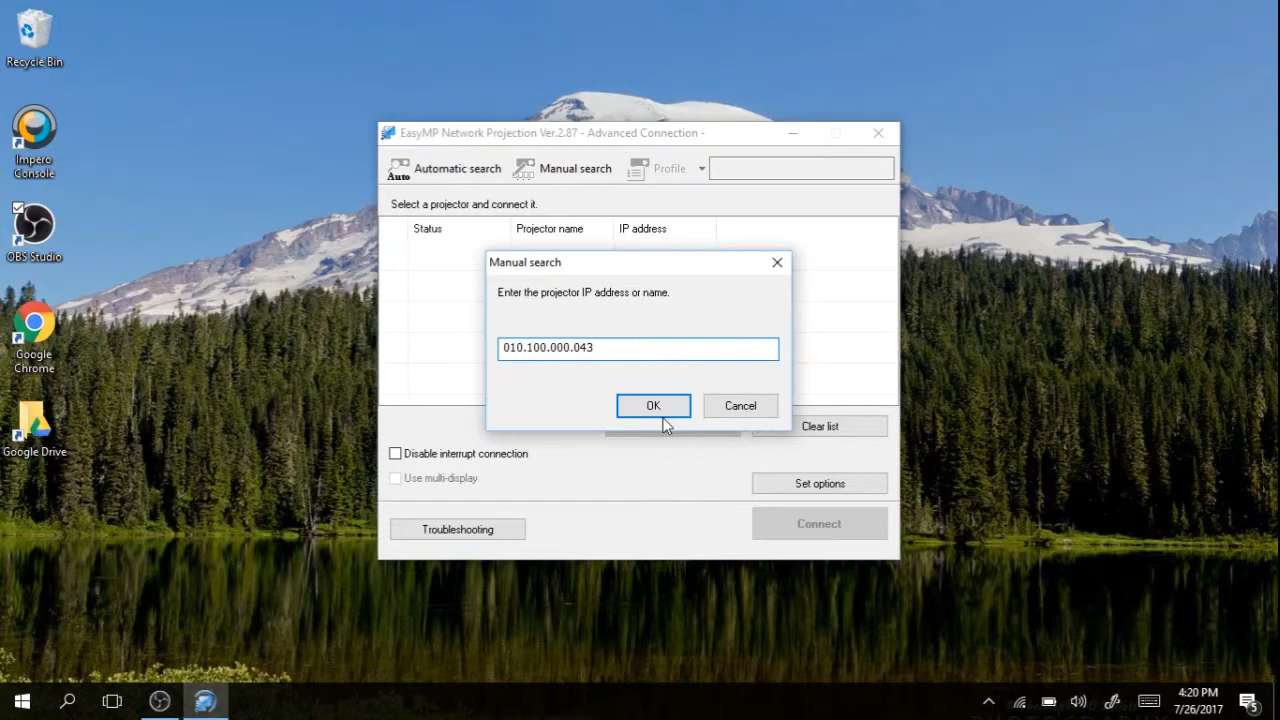 Recycle Bin
Impero
Console
OBS Studio
Google
Chrome
Google Drive
EasyMP Network Projection Ver.2.87 - Advanced Connection -
Auto
Automatic search
Manual search
Profile
Select a projector and connect it.
Status
Projector name
IP address
Manual search
Enter the projector IP address or name.
010.100.000.043
OK
Cancel
Clear list
Disable interrupt connection
Use multi-display
Set options
Troubleshooting
Connect
4:20 PM
7/26/2017
5